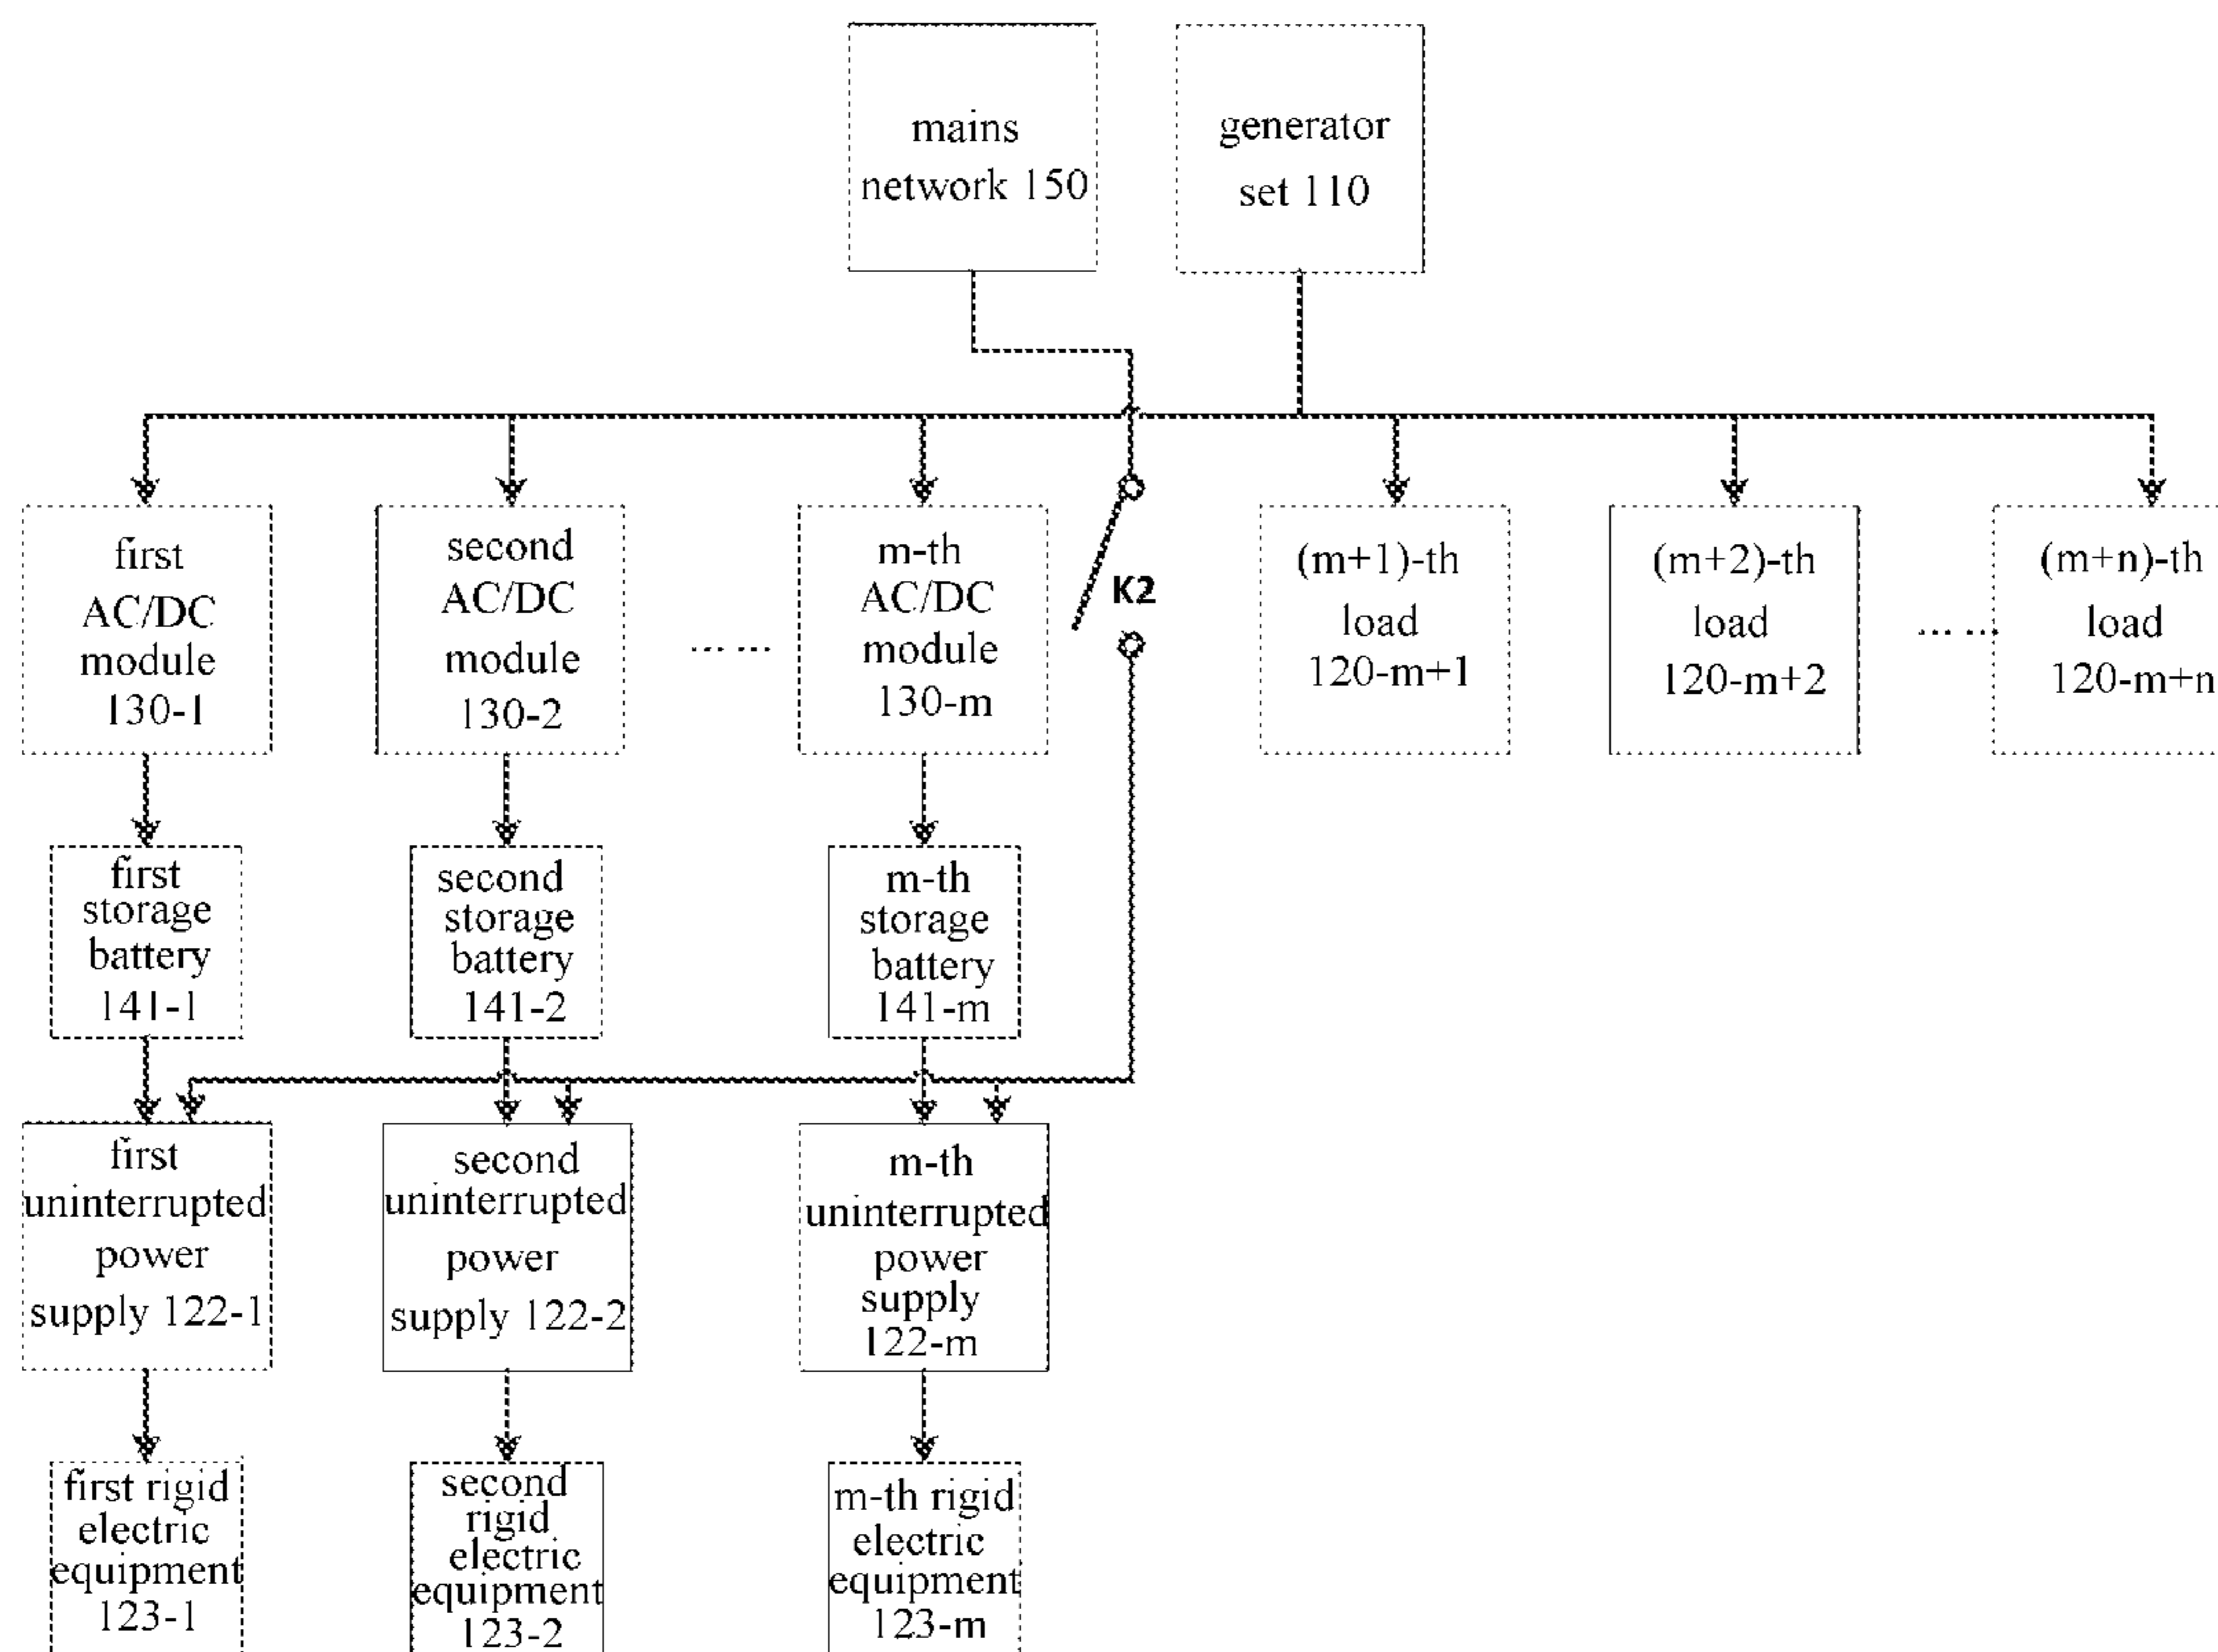 mains
network 150
generator
set 110
first
AC/DC
module
130-1
second
AC/DC
module
130-2
... ...
m-th
AC/DC
module
130-m
K2
(m+1)-th
load
120-m+1
(m+2)-th
load
120-m+2
... ...
(m+n)-th
load
120-m+n
first
storage
battery
141-1
second
storage
battery
141-2
m-th
storage
battery
141-m
first
uninterrupted
power
supply 122-1
second
uninterrupted
power
supply 122-2
m-th
uninterrupted
power
supply
122-m
first rigid
electric
equipment
123-1
second
rigid
electric
equipment
123-2
m-th rigid
electric
equipment
123-m